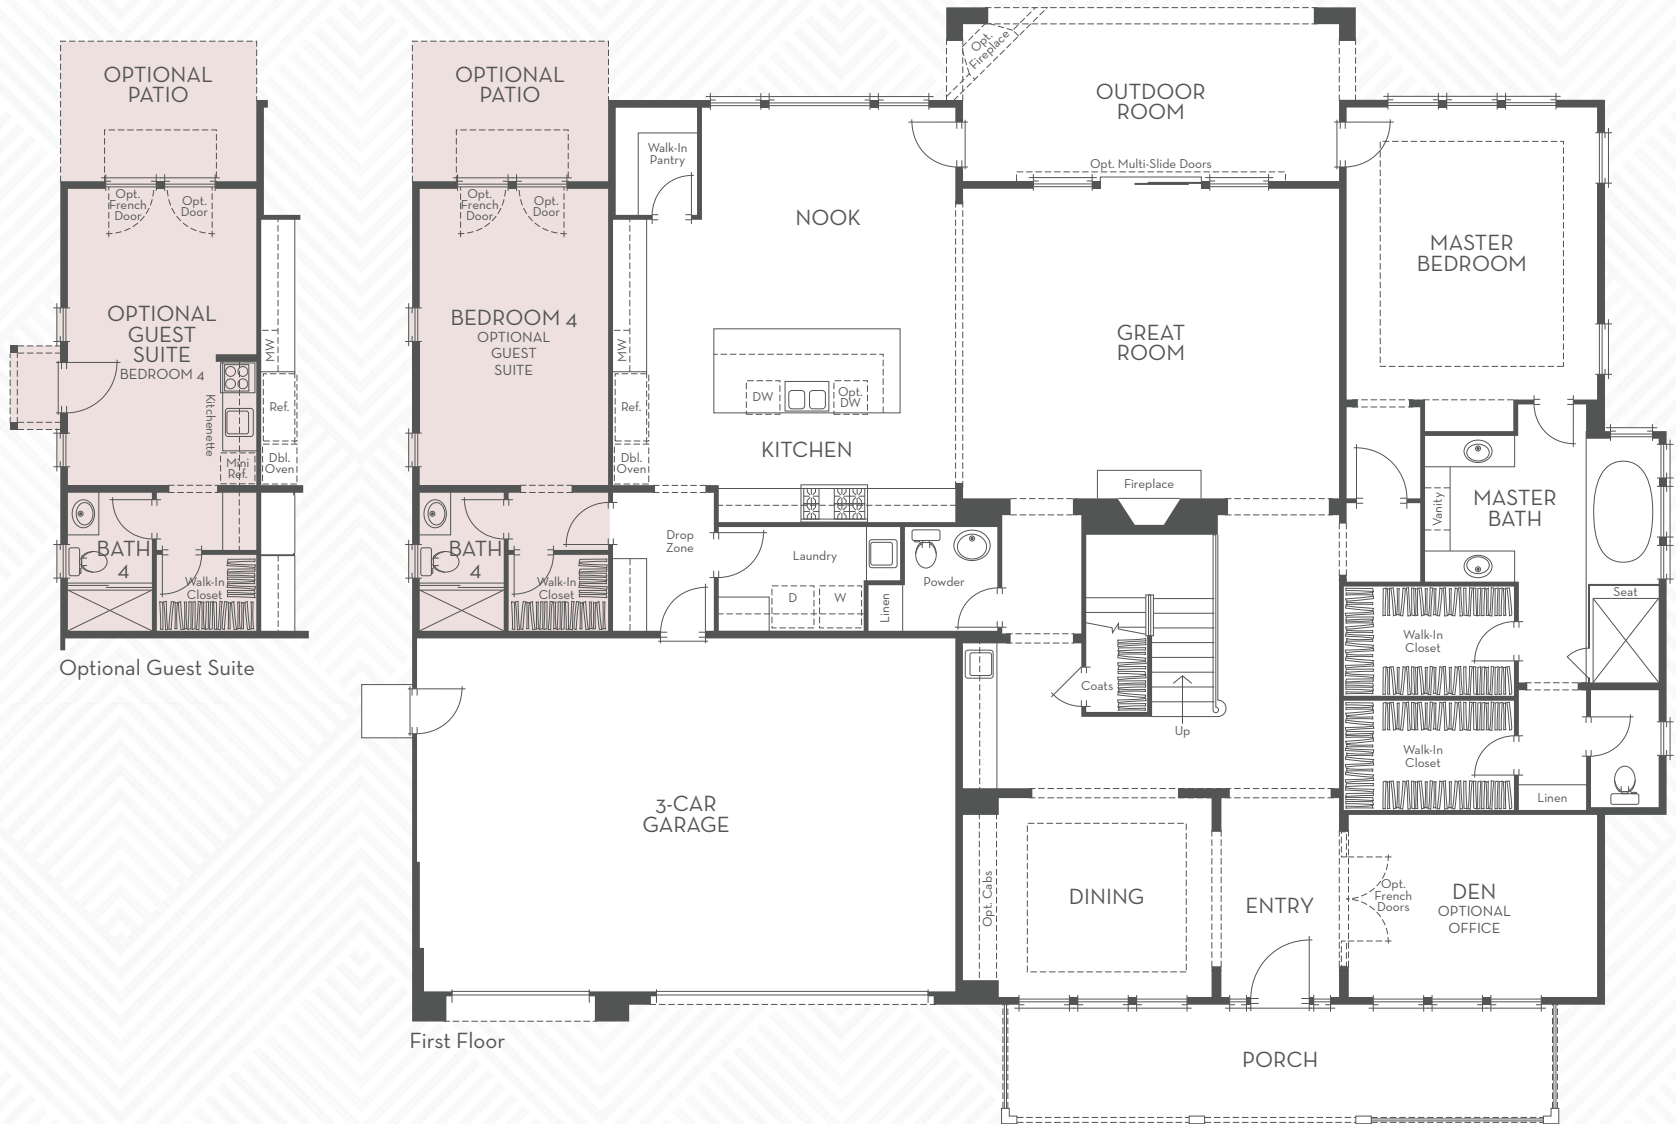 OPTIONAL
PATIO
Opt.
French
Door
Opt.
Door
OPTIONAL
GUEST
SUITE
BEDROOM 4
Kitchenette
Mini
Ref.
MW
Ref.
Dbl.
Oven
BATH
4
Walk-In
Closet
Optional Guest Suite
OPTIONAL
PATIO
Opt.
French
Door
Opt.
Door
BEDROOM 4
OPTIONAL
GUEST
SUITE
BATH
4
Walk-In
Closet
Walk-In
Pantry
MW
Ref.
Dbl.
Oven
NOOK
DW
Opt.
DW
KITCHEN
Drop
Zone
Laundry
D
W
Linen
Powder
Opt.
Fireplace
OUTDOOR
ROOM
Opt. Multi-Slide Doors
GREAT
ROOM
Fireplace
Coats
Up
MASTER
BEDROOM
Vanity
MASTER
BATH
Seat
Walk-In
Closet
Walk-In
Closet
Linen
3-CAR
GARAGE
Opt. Cabs
DINING
ENTRY
Opt.
French
Doors
DEN
OPTIONAL
OFFICE
PORCH
First Floor